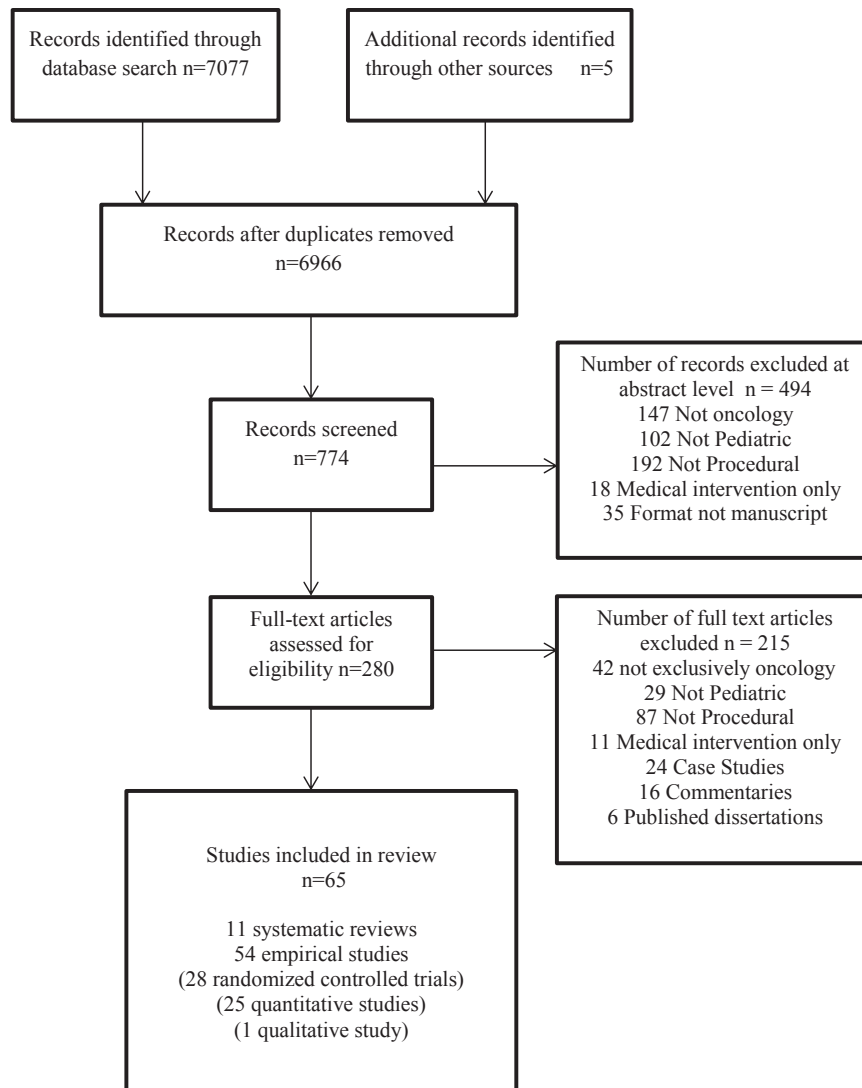 Records identified through
database search n=7077
Additional records identified
through other sources n=5
Records after duplicates removed
n=6966
Records screened
n=774
Number of records excluded at
abstract level n = 494
147 Not oncology
102 Not Pediatric
192 Not Procedural
18 Medical intervention only
35 Format not manuscript
Full-text articles
assessed for
eligibility n=280
Number of full text articles
excluded n = 215
42 not exclusively oncology
29 Not Pediatric
87 Not Procedural
11 Medical intervention only
24 Case Studies
16 Commentaries
6 Published dissertations
Studies included in review
n=65
11 systematic reviews
54 empirical studies
(28 randomized controlled trials)
(25 quantitative studies)
(1 qualitative study)